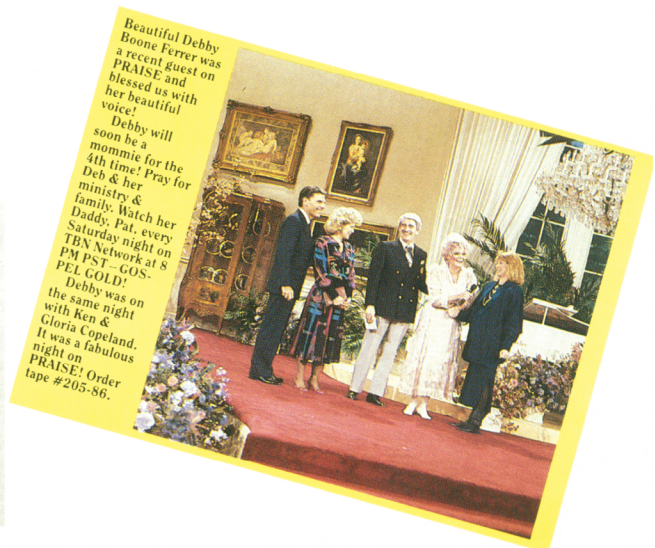 Beautiful Debby
Boone Ferrer was
a recent guest on
PRAISE and
blessed us with
her beautiful
voice!
Debby will
soon be a
mommie for the
4th time! Pray for
Deb & her
ministry &
family. Watch her
Daddy, Pat, every
Saturday night on
TBN Network at 8
PM PST—GOS-
PEL GOLD!
Debby was on
the same night
with Ken &
Gloria Copeland.
It was a fabulous
night on
PRAISE! Order
tape #205-86.